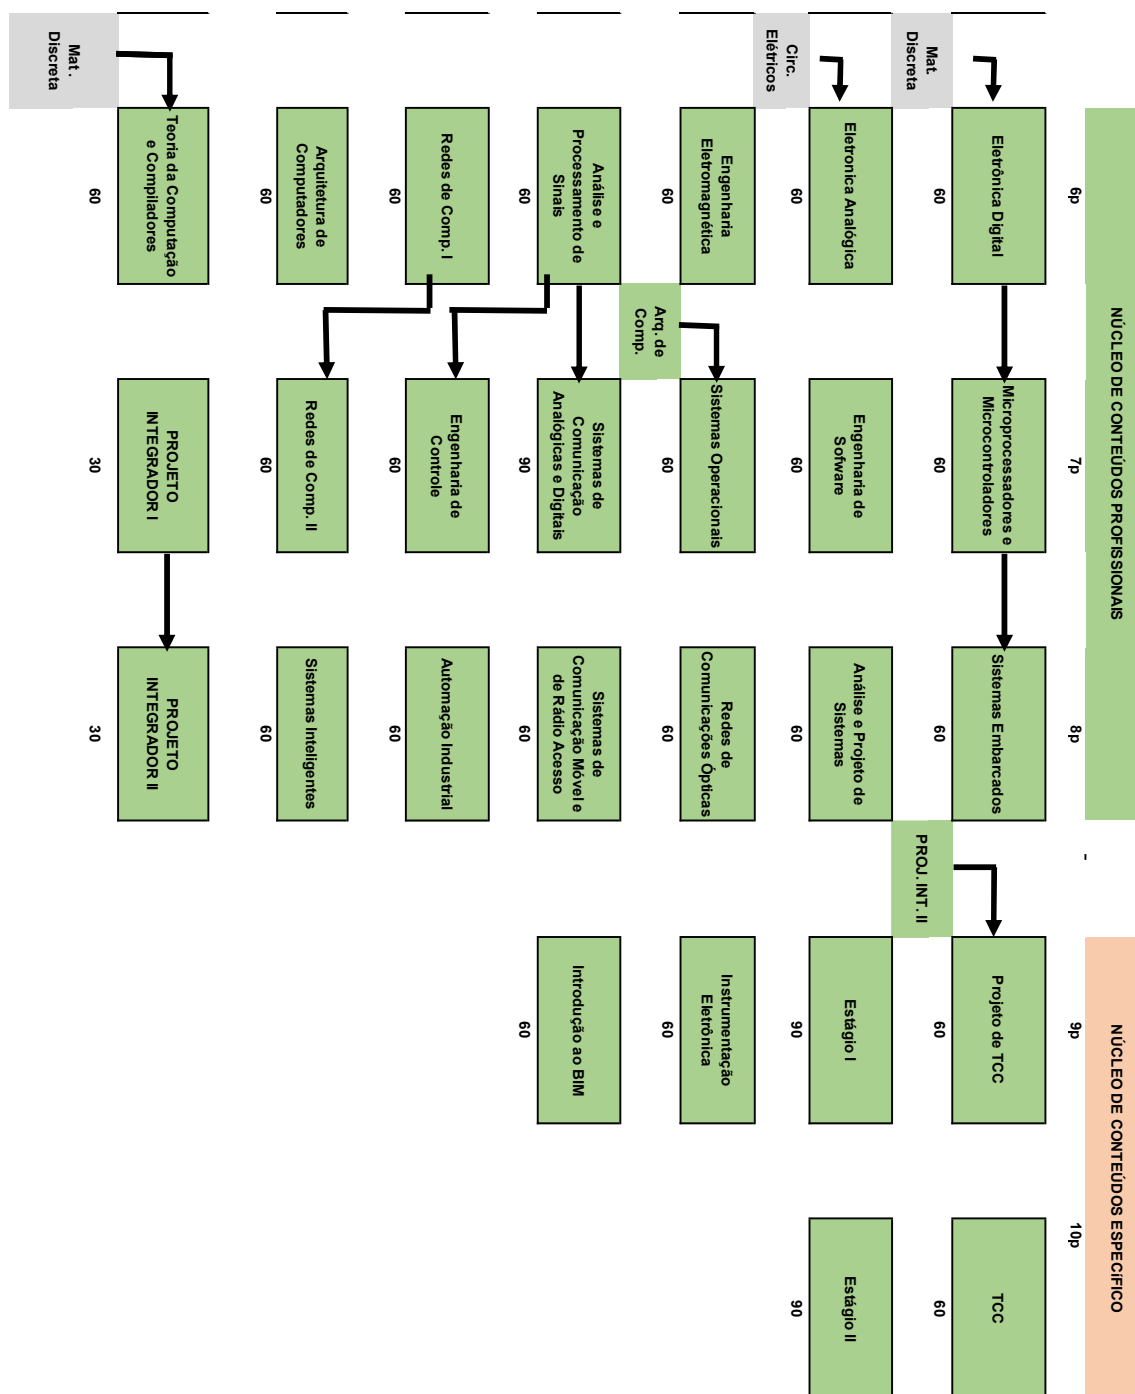 NÚCLEO DE CONTEÚDOS PROFISSIONAIS
NÚCLEO DE CONTEÚDOS ESPECÍFICO
6p
7p
8p
-
9p
10p
Mat.
Discreta
Eletrônica Digital
60
Microprocessadores e
Microcontroladores
60
Sistemas Embarcados
60
PROJ. INT. II
Projeto de TCC
60
TCC
60
Circ.
Elétricos
Eletronica Analógica
60
Engenharia de
Sofware
60
Análise e Projeto de
Sistemas
60
Estágio I
90
Estágio II
90
Engenharia
Eletromagnética
60
Arq. de
Comp.
Sistemas Operacionais
60
Redes de
Comunicações Ópticas
60
Instrumentação
Eletrônica
60
Análise e
Processamento de
Sinais
60
Sistemas de
Comunicação
Analógicas e Digitais
90
Sistemas de
Comunicação Móvel e
de Rádio Acesso
60
Introdução ao BIM
60
Redes de Comp. I
60
Engenharia de
Controle
60
Automação Industrial
60
Arquitetura de
Computadores
60
Redes de Comp. II
60
Sistemas Inteligentes
60
Mat.
Discreta
Teoria da Computação
e Compiladores
60
PROJETO
INTEGRADOR I
30
PROJETO
INTEGRADOR II
30